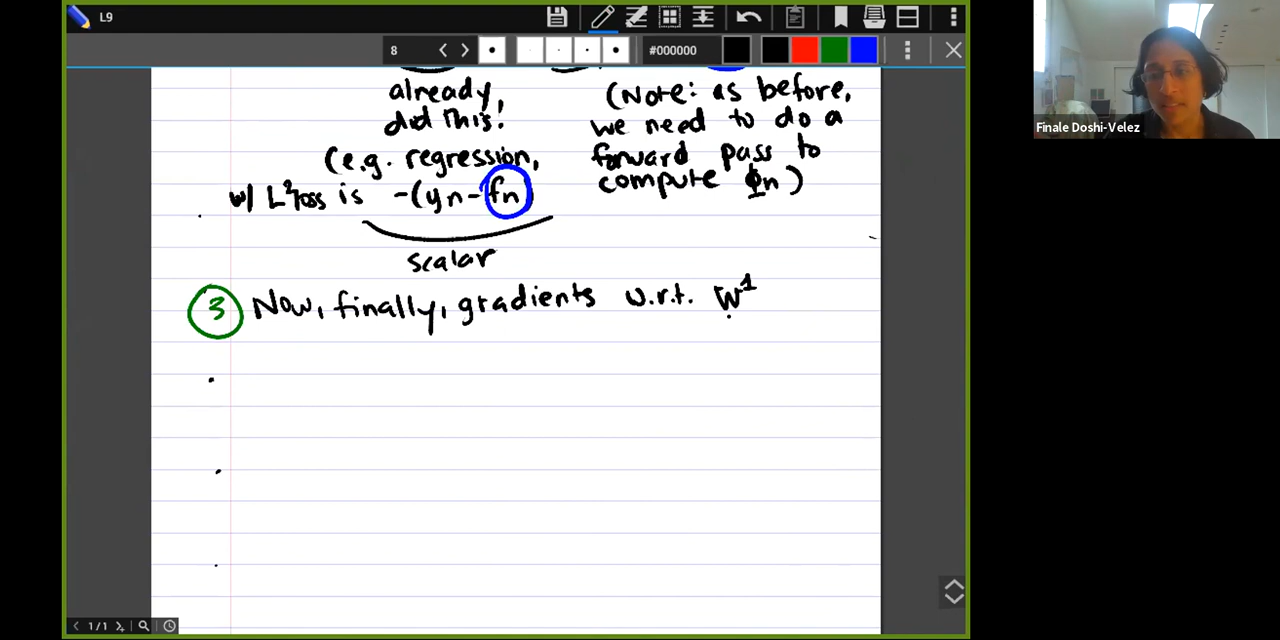 L9
8
#000000
already,
did this!
(e.g. regression,
w/ L² loss is -(yn - fn)
scalar
(Note: as before,
we need to do a
forward pass to
compute Φn)
3 Now, finally, gradients w.r.t. W¹
Finale Doshi-Velez
1/1